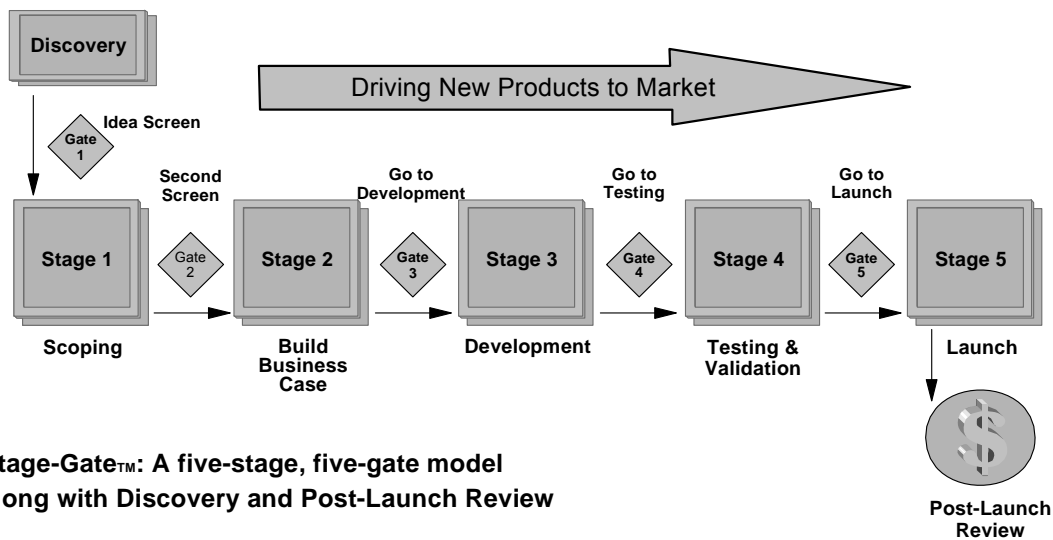 Discovery
Driving New Products to Market
Idea Screen
Gate
1
Second
Screen
Go to
Development
Go to
Testing
Go to
Launch
Stage 1
Gate
2
Stage 2
Gate
3
Stage 3
Gate
4
Stage 4
Gate
5
Stage 5
Scoping
Build
Business
Case
Development
Testing &
Validation
Launch
$
tage-Gate™: A five-stage, five-gate model
ong with Discovery and Post-Launch Review
Post-Launch
Review